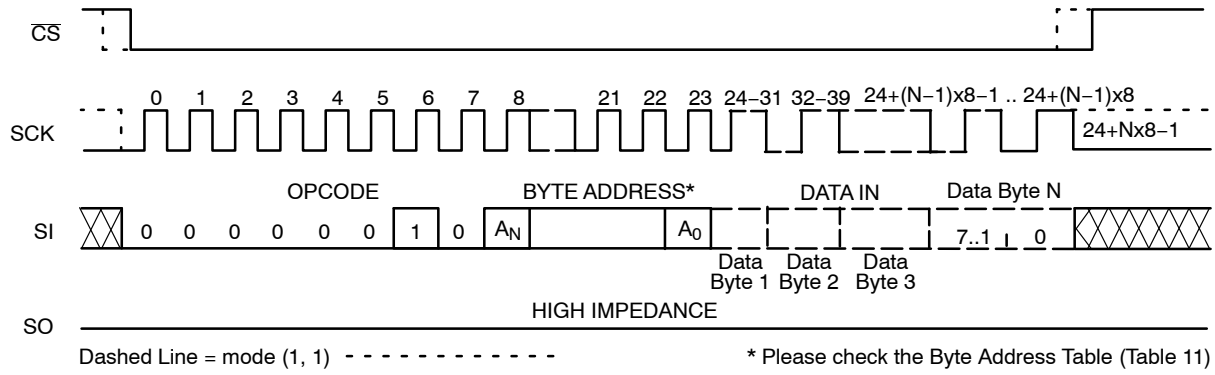 CS
SCK
0 1 2 3 4 5 6 7 8 21 22 23 24−31 32−39 24+(N−1)x8−1 .. 24+(N−1)x8
24+Nx8−1
OPCODE BYTE ADDRESS* DATA IN Data Byte N
SI
0 0 0 0 0 0 1 0 AN A0 7..1 0
Data Byte 1
Data Byte 2
Data Byte 3
HIGH IMPEDANCE
SO
Dashed Line = mode (1, 1)
* Please check the Byte Address Table (Table 11)